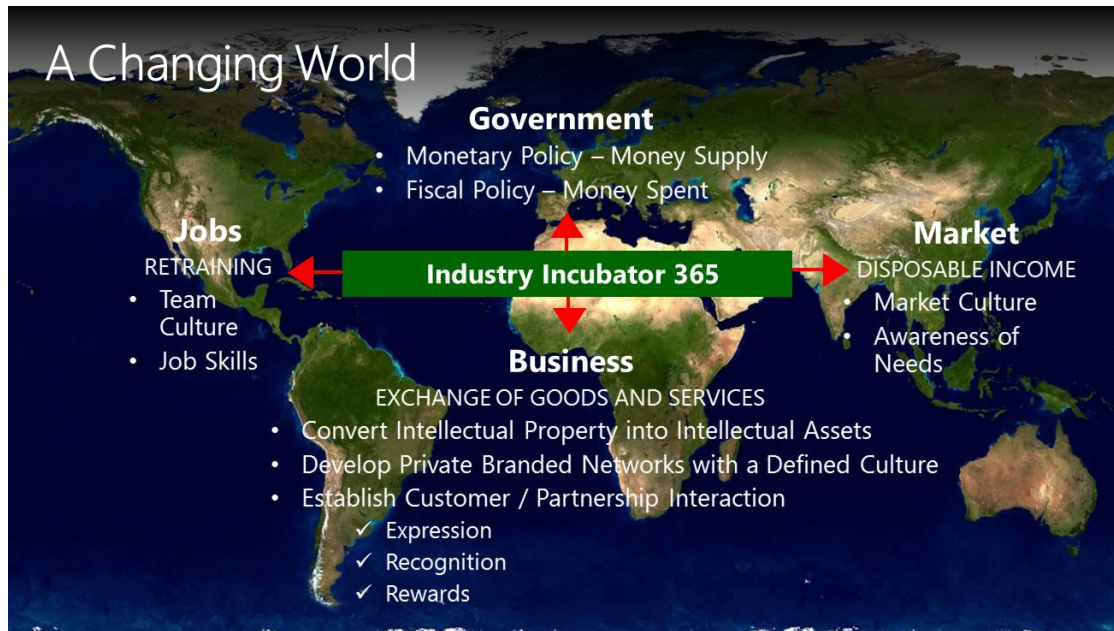 A Changing World
Government
• Monetary Policy – Money Supply
• Fiscal Policy – Money Spent
Jobs
RETRAINING
• Team
Culture
• Job Skills
Industry Incubator 365
Market
DISPOSABLE INCOME
• Market Culture
• Awareness of
Needs
Business
EXCHANGE OF GOODS AND SERVICES
• Convert Intellectual Property into Intellectual Assets
• Develop Private Branded Networks with a Defined Culture
• Establish Customer / Partnership Interaction
✓ Expression
✓ Recognition
✓ Rewards